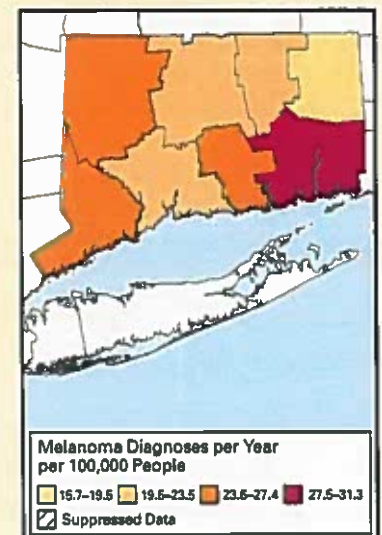 Melanoma Diagnoses per Year
per 100,000 People
15.7–19.5 19.6–23.5 23.6–27.4 27.5–31.3
Suppressed Data